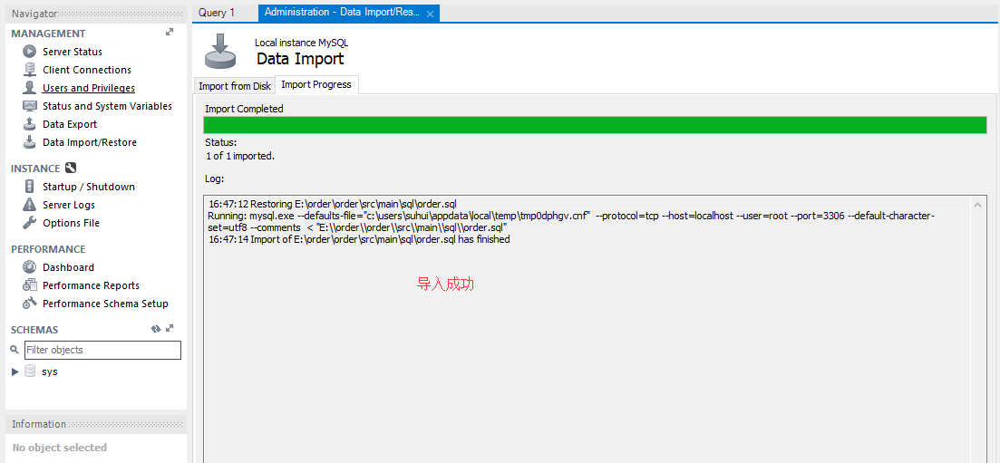 Navigator
MANAGEMENT
Server Status
Client Connections
Users and Privileges
Status and System Variables
Data Export
Data Import/Restore
INSTANCE
Startup / Shutdown
Server Logs
Options File
PERFORMANCE
Dashboard
Performance Reports
Performance Schema Setup
SCHEMAS
Filter objects
sys
Information
No object selected
Query 1
Administration - Data Import/Res...
Local instance MySQL
Data Import
Import from Disk
Import Progress
Import Completed
Status:
1 of 1 imported.
Log:
16:47:12 Restoring E:\order\order\src\main\sql\order.sql
Running: mysql.exe --defaults-file="c:\users\suhui\appdata\local\temp\tmp0dphgv.cnf"  --protocol=tcp --host=localhost --user=root --port=3306 --default-character-
set=utf8 --comments  < "E:\\order\\order\\src\\main\\sql\\order.sql"
16:47:14 Import of E:\order\order\src\main\sql\order.sql has finished
导入成功